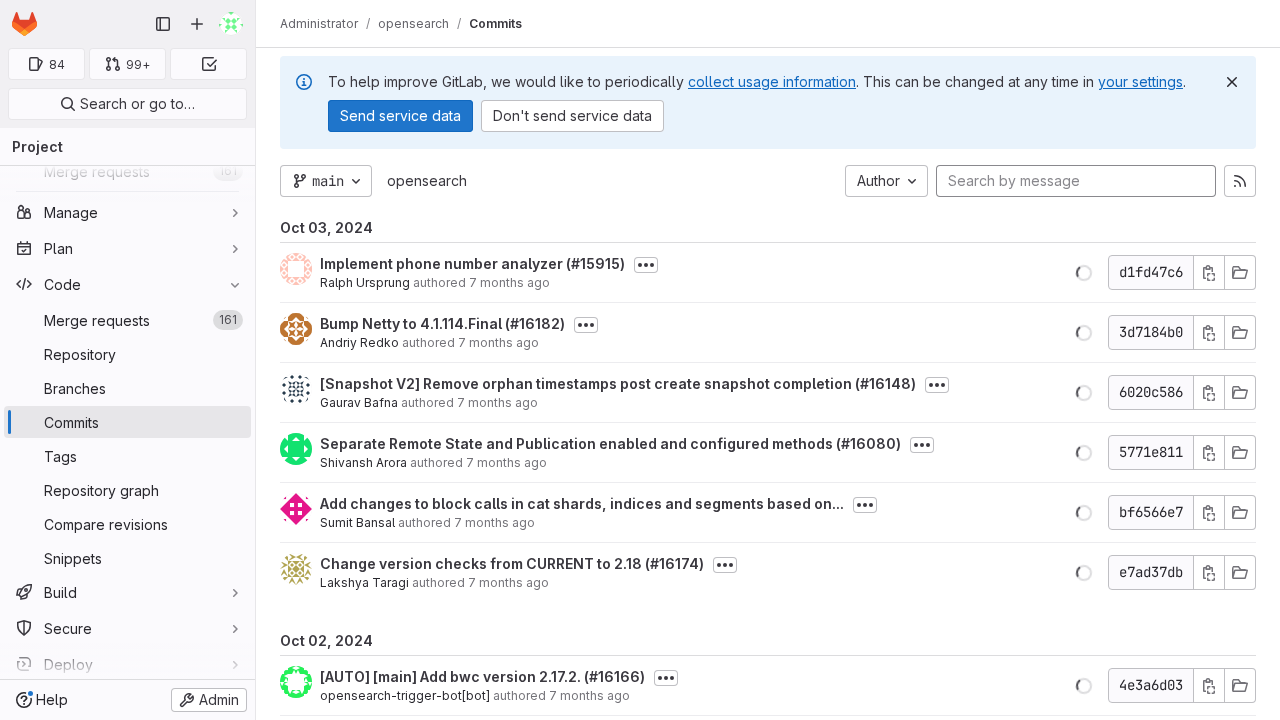 Administrator / opensearch / Commits
84
99+
Search or go to…
Project
Merge requests 161
Manage
Plan
Code
Merge requests 161
Repository
Branches
Commits
Tags
Repository graph
Compare revisions
Snippets
Build
Secure
Deploy
Help
Admin
To help improve GitLab, we would like to periodically collect usage information. This can be changed at any time in your settings.
Send service data
Don't send service data
main
opensearch
Author
Search by message
Oct 03, 2024
Implement phone number analyzer (#15915)
Ralph Ursprung authored 7 months ago
d1fd47c6
Bump Netty to 4.1.114.Final (#16182)
Andriy Redko authored 7 months ago
3d7184b0
[Snapshot V2] Remove orphan timestamps post create snapshot completion (#16148)
Gaurav Bafna authored 7 months ago
6020c586
Separate Remote State and Publication enabled and configured methods (#16080)
Shivansh Arora authored 7 months ago
5771e811
Add changes to block calls in cat shards, indices and segments based on...
Sumit Bansal authored 7 months ago
bf6566e7
Change version checks from CURRENT to 2.18 (#16174)
Lakshya Taragi authored 7 months ago
e7ad37db
Oct 02, 2024
[AUTO] [main] Add bwc version 2.17.2. (#16166)
opensearch-trigger-bot[bot] authored 7 months ago
4e3a6d03